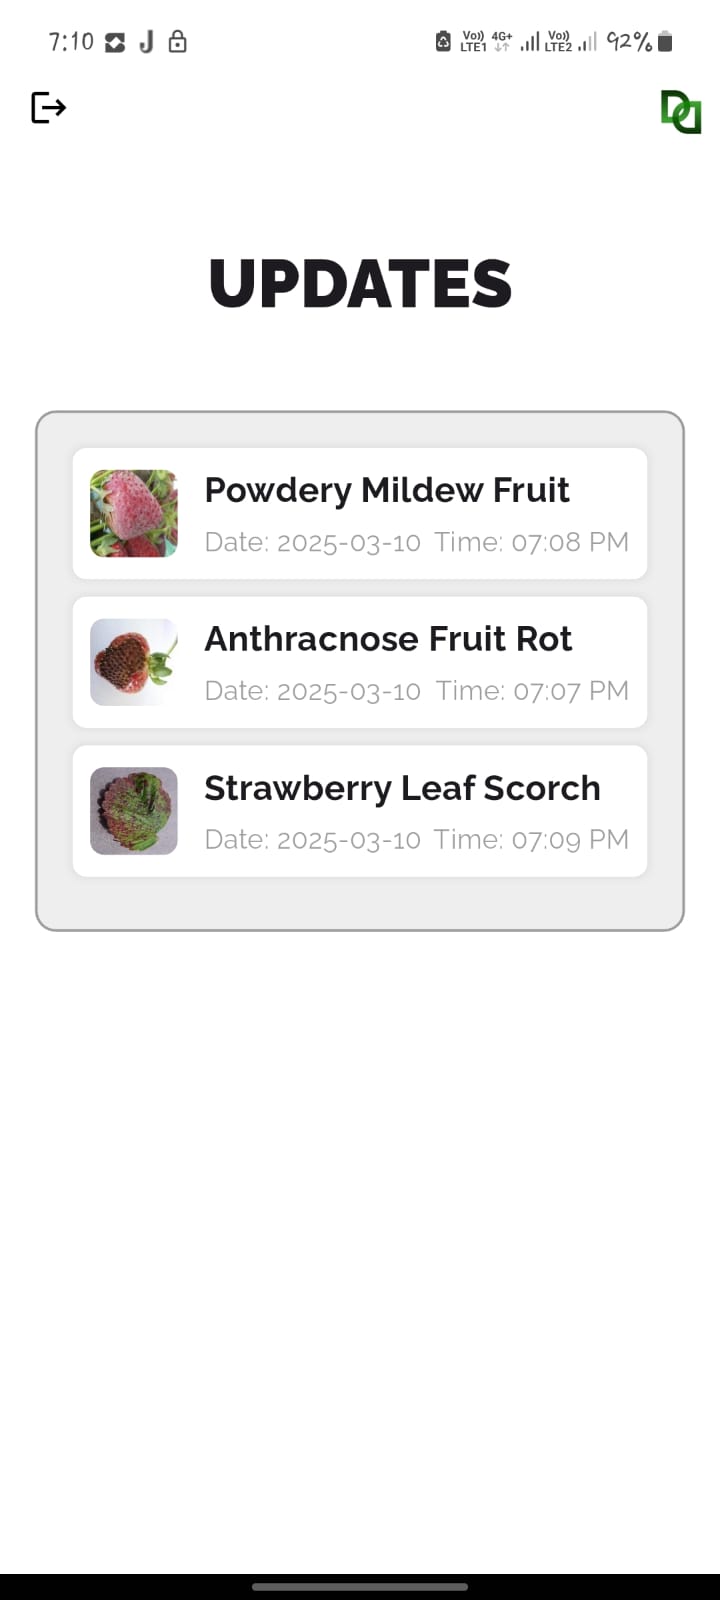 7:10 Vo)) LTE1 4G+ Vo)) LTE2 92%
UPDATES
Powdery Mildew Fruit
Date: 2025-03-10 Time: 07:08 PM
Anthracnose Fruit Rot
Date: 2025-03-10 Time: 07:07 PM
Strawberry Leaf Scorch
Date: 2025-03-10 Time: 07:09 PM